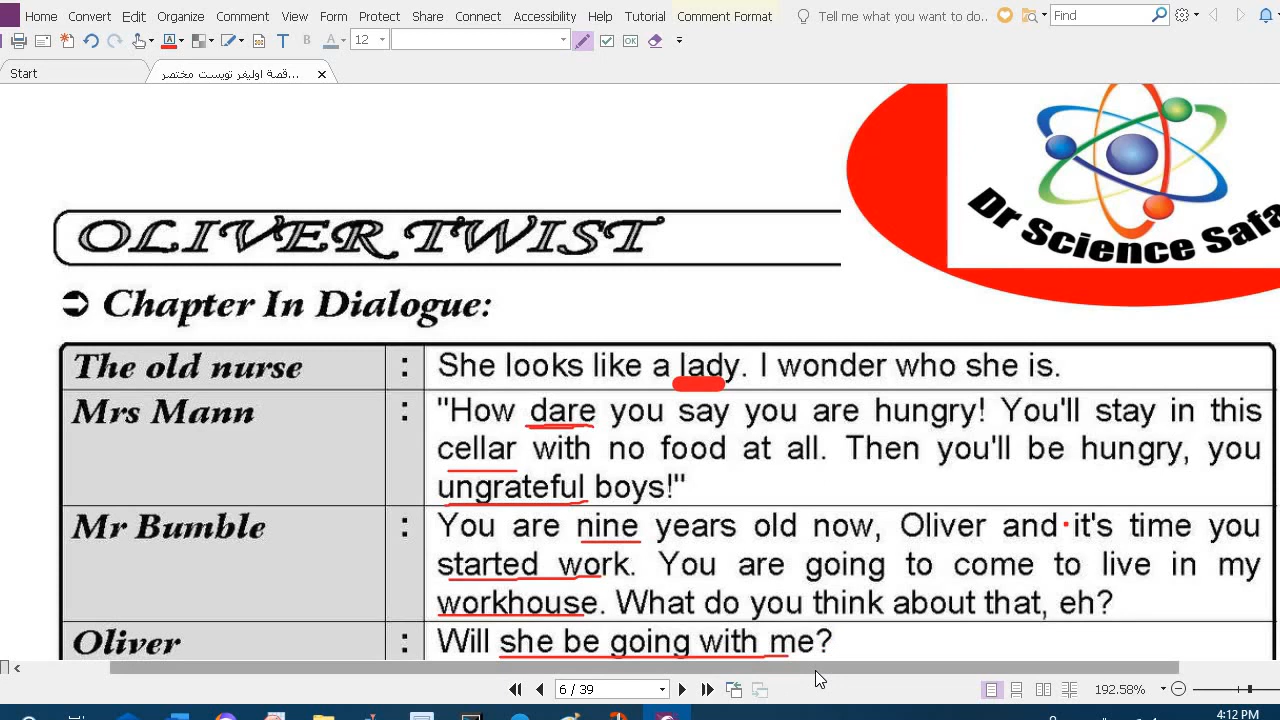 Home Convert Edit Organize Comment View Form Protect Share Connect Accessibility Help Tutorial Comment Format Tell me what you want to do.. Find
12
Start
قصة اوليفر تويست مختصر...
Dr Science Safa
OLIVER TWIST
Chapter In Dialogue:
The old nurse : She looks like a lady. I wonder who she is.
Mrs Mann : "How dare you say you are hungry! You'll stay in this
cellar with no food at all. Then you'll be hungry, you
ungrateful boys!"
Mr Bumble : You are nine years old now, Oliver and it's time you
started work. You are going to come to live in my
workhouse. What do you think about that, eh?
Oliver : Will she be going with me?
6 / 39
192.58%
4:12 PM